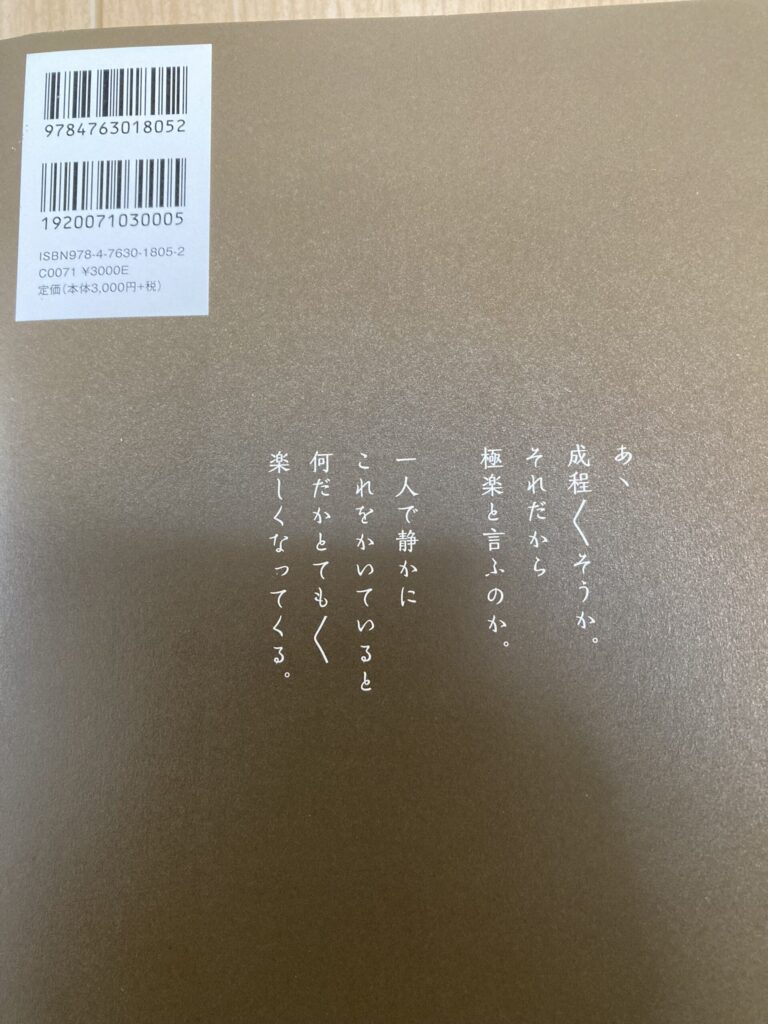 9784763018052
1920071030005
ISBN978-4-7630-1805-2
C0071 ¥3000E
定価(本体3,000円+税)
あゝ
成程〱そうか。
それだから
極楽と言ふのか。
一人で静かに
これをかいていると
何だかとても〱
楽しくなってくる。